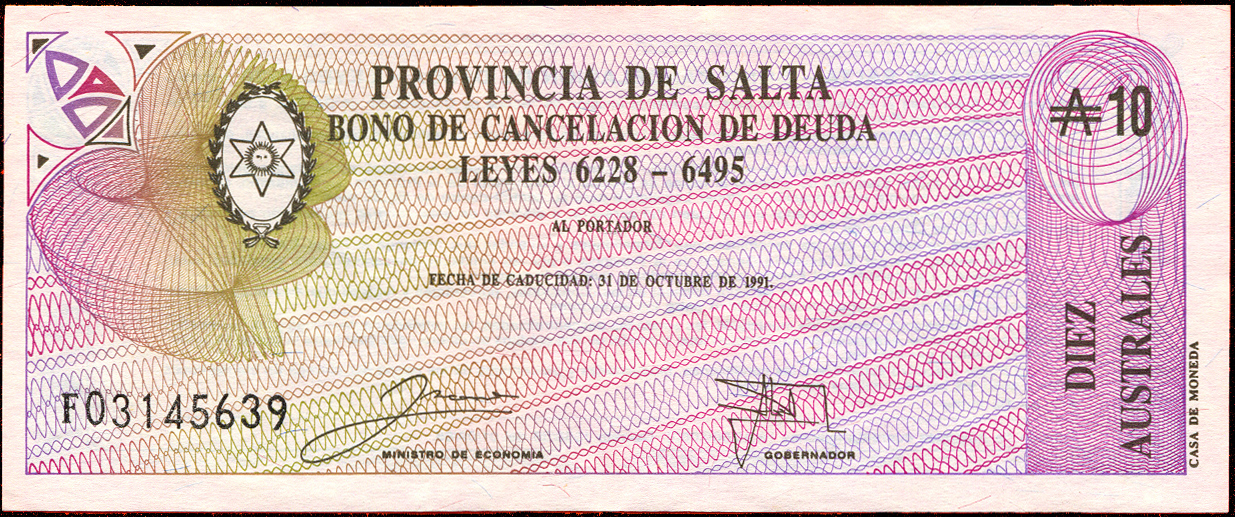 PROVINCIA DE SALTA
BONO DE CANCELACION DE DEUDA
LEYES 6228 – 6495
AL PORTADOR
FECHA DE CADUCIDAD: 31 DE OCTUBRE DE 1991.
₳ 10
DIEZ
AUSTRALES
F03145639
MINISTRO DE ECONOMIA
GOBERNADOR
CASA DE MONEDA